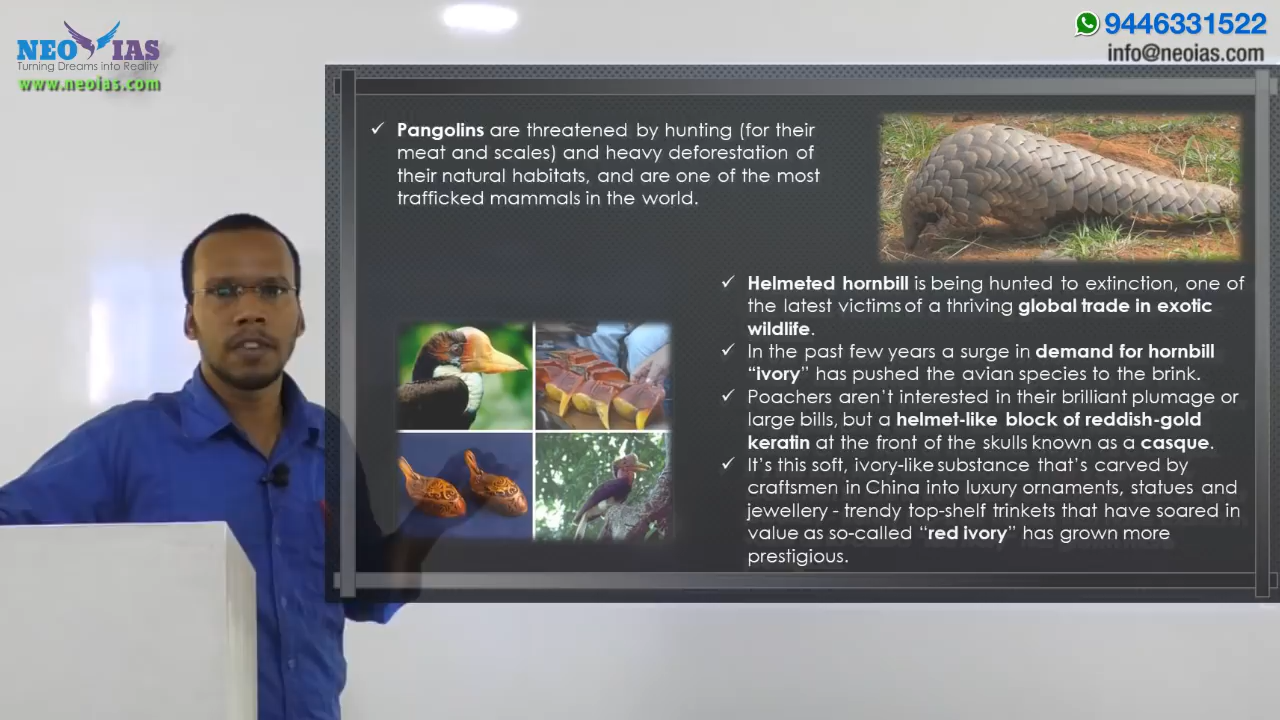 NEO IAS
Turning Dreams into Reality
www.neoias.com
9446331522
info@neoias.com
✓ Pangolins are threatened by hunting (for their
meat and scales) and heavy deforestation of
their natural habitats, and are one of the most
trafficked mammals in the world.
✓ Helmeted hornbill is being hunted to extinction, one of
the latest victims of a thriving global trade in exotic
wildlife.
✓ In the past few years a surge in demand for hornbill
“ivory” has pushed the avian species to the brink.
✓ Poachers aren’t interested in their brilliant plumage or
large bills, but a helmet-like block of reddish-gold
keratin at the front of the skulls known as a casque.
✓ It’s this soft, ivory-like substance that’s carved by
craftsmen in China into luxury ornaments, statues and
jewellery - trendy top-shelf trinkets that have soared in
value as so-called “red ivory” has grown more
prestigious.